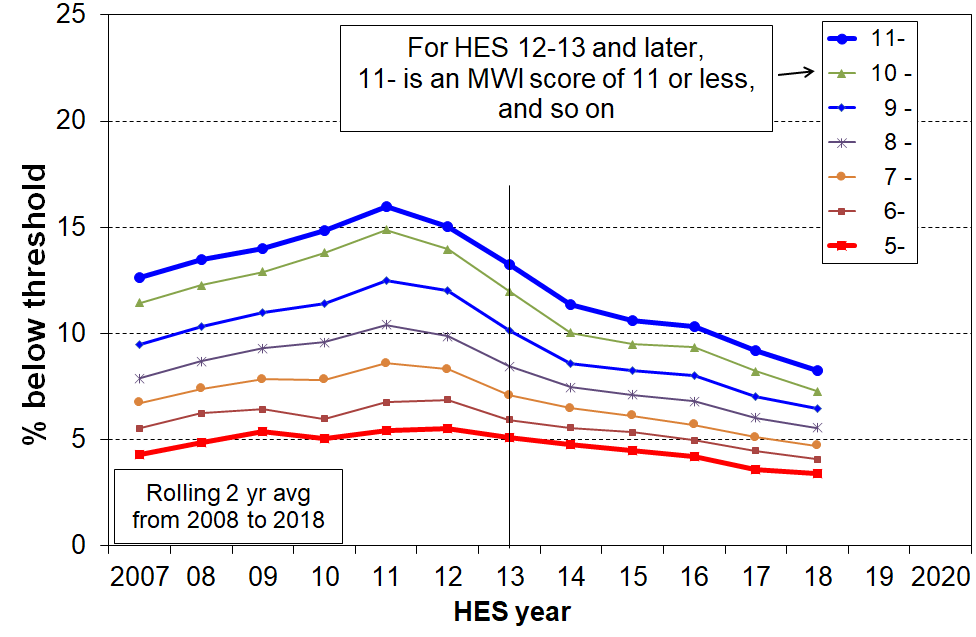 25
20
15
10
5
0
% below threshold
For HES 12-13 and later,
11- is an MWI score of 11 or less,
and so on
11-
10 -
9 -
8 -
7 -
6-
5-
Rolling 2 yr avg
from 2008 to 2018
2007 08 09 10 11 12 13 14 15 16 17 18 19 2020
HES year